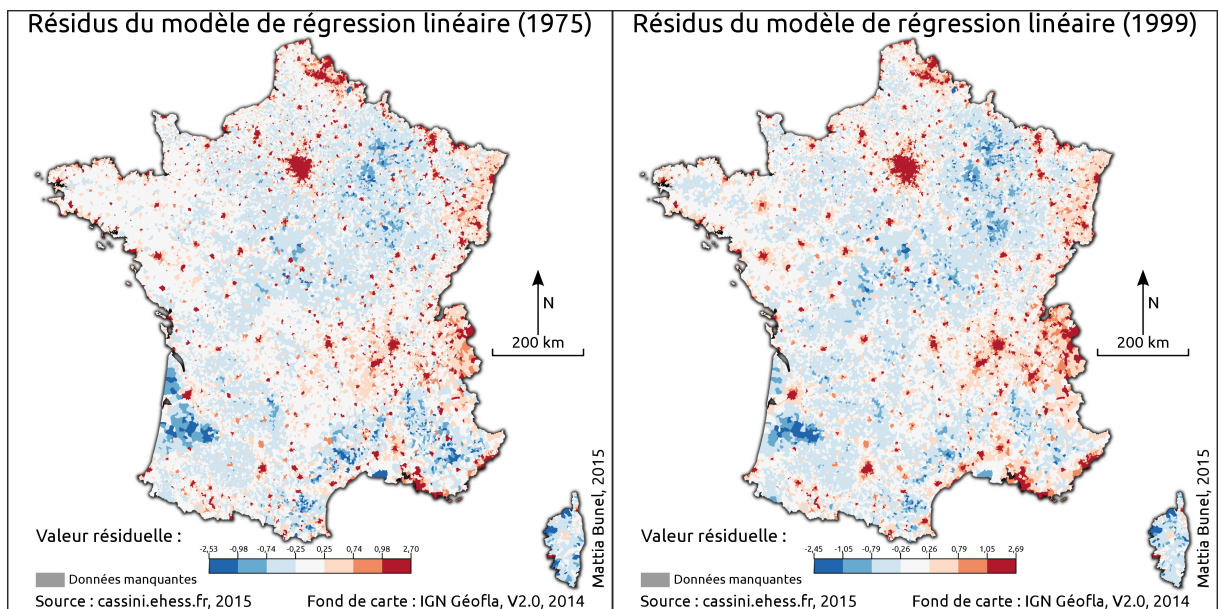 Résidus du modèle de régression linéaire (1975)
N
200 km
Mattia Bunel, 2015
Valeur résiduelle :
-2,53 -0,98 -0,74 -0,25 0,25 0,74 0,98 2,70
Données manquantes
Source : cassini.ehess.fr, 2015 Fond de carte : IGN Géofla, V2.0, 2014
Résidus du modèle de régression linéaire (1999)
N
200 km
Mattia Bunel, 2015
Valeur résiduelle :
-2,45 -1,05 -0,79 -0,26 0,26 0,79 1,05 2,69
Données manquantes
Source : cassini.ehess.fr, 2015 Fond de carte : IGN Géofla, V2.0, 2014